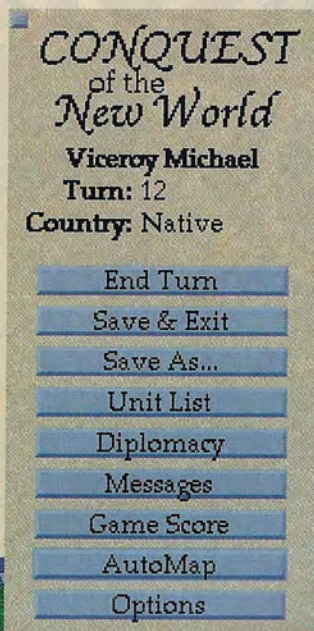 CONQUEST
of the
New World
Viceroy Michael
Turn: 12
Country: Native
End Turn
Save & Exit
Save As...
Unit List
Diplomacy
Messages
Game Score
AutoMap
Options